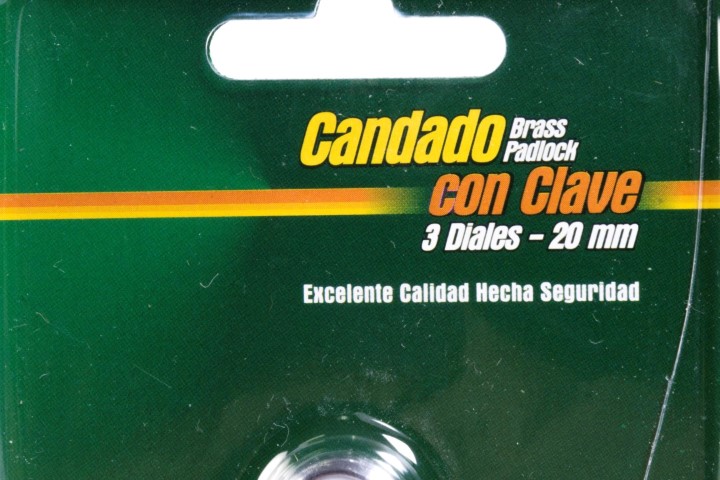 Candado Brass
Padlock
con Clave
3 Diales - 20 mm
Excelente Calidad Hecha Seguridad